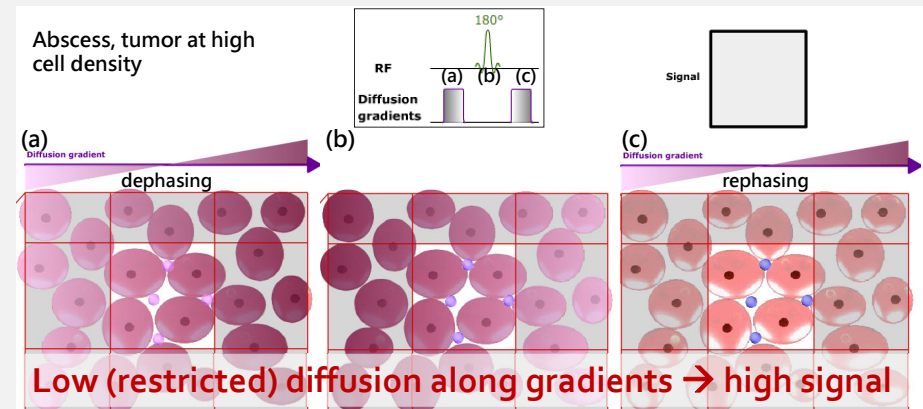 Abscess, tumor at high
cell density
180°
RF
(a) (b) (c)
Diffusion
gradients
Signal
(a)
Diffusion gradient
dephasing
(b)
(c)
Diffusion gradient
rephasing
Low (restricted) diffusion along gradients → high signal